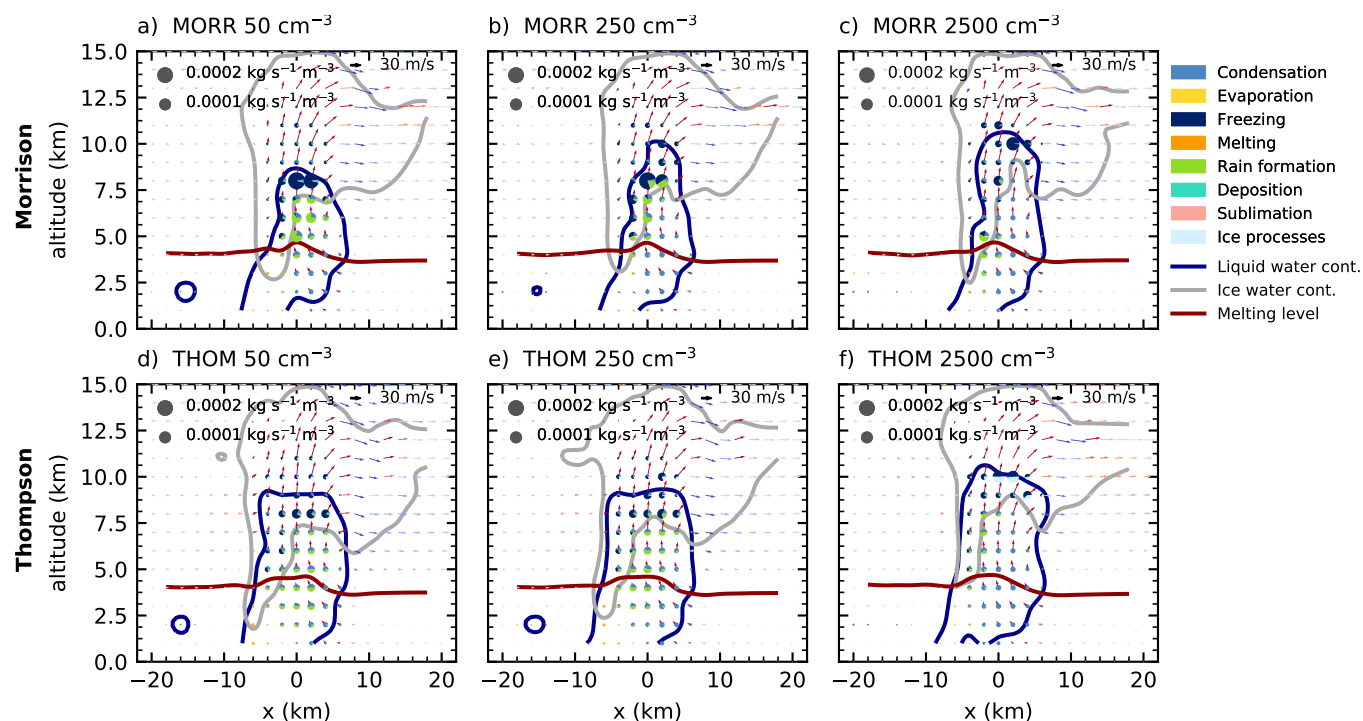 a) MORR 50 cm⁻³
b) MORR 250 cm⁻³
c) MORR 2500 cm⁻³
Morrison
altitude (km)
15.0
12.5
10.0
7.5
5.0
2.5
0.0
0.0002 kg s⁻¹ m⁻³
30 m/s
0.0001 kg s⁻¹ m⁻³
0.0002 kg s⁻¹ m⁻³
30 m/s
0.0001 kg s⁻¹ m⁻³
0.0002 kg s⁻¹ m⁻³
30 m/s
0.0001 kg s⁻¹ m⁻³
Condensation
Evaporation
Freezing
Melting
Rain formation
Deposition
Sublimation
Ice processes
Liquid water cont.
Ice water cont.
Melting level
d) THOM 50 cm⁻³
e) THOM 250 cm⁻³
f) THOM 2500 cm⁻³
Thompson
altitude (km)
15.0
12.5
10.0
7.5
5.0
2.5
0.0
0.0002 kg s⁻¹ m⁻³
30 m/s
0.0001 kg s⁻¹ m⁻³
0.0002 kg s⁻¹ m⁻³
30 m/s
0.0001 kg s⁻¹ m⁻³
0.0002 kg s⁻¹ m⁻³
30 m/s
0.0001 kg s⁻¹ m⁻³
−20 −10 0 10 20
−20 −10 0 10 20
−20 −10 0 10 20
x (km)
x (km)
x (km)